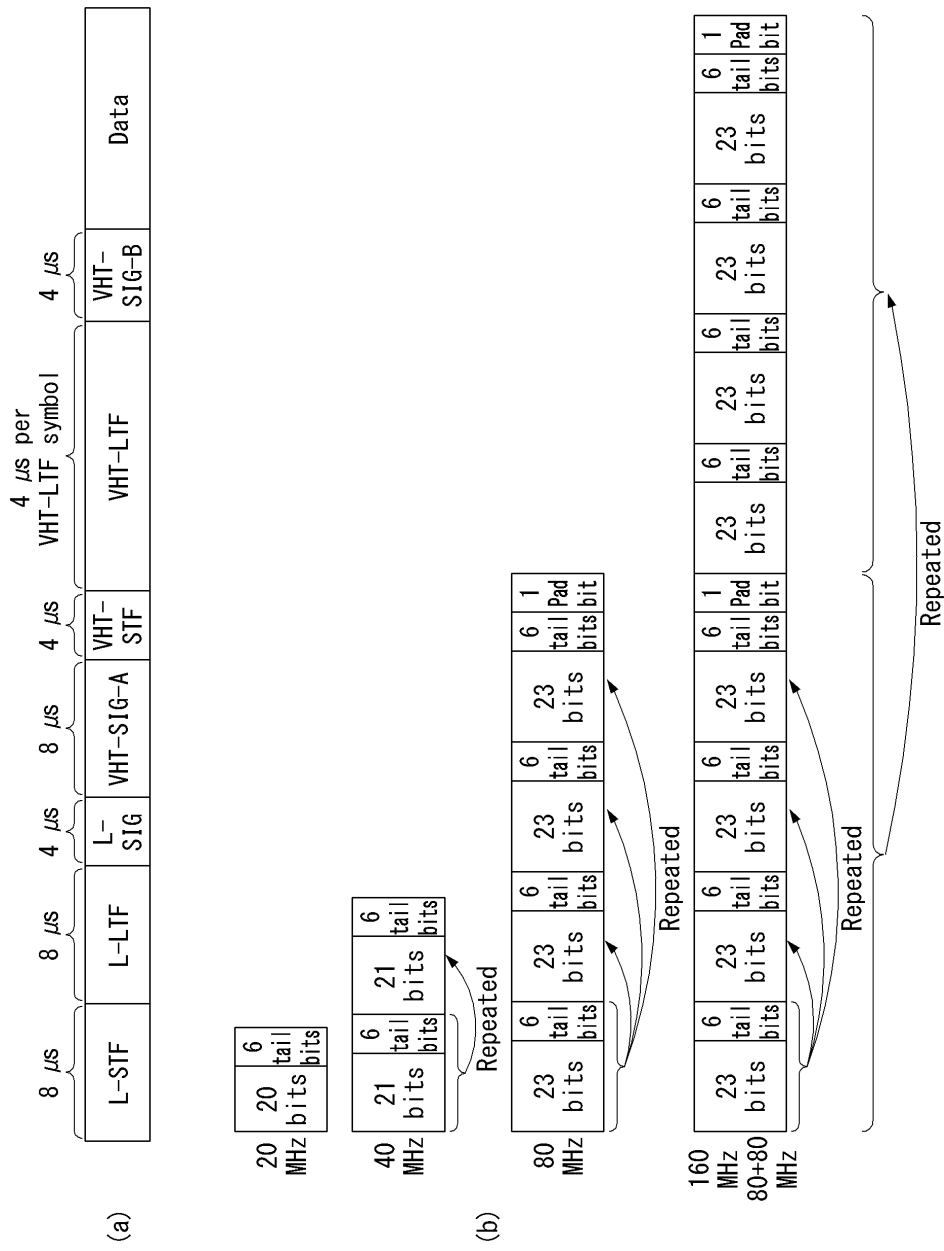 (a)
8 μs
8 μs
4 μs
8 μs
4 μs
4 μs per
VHT-LTF symbol
4 μs
L-STF
L-LTF
L-
SIG
VHT-SIG-A
VHT-
STF
VHT-LTF
VHT-
SIG-B
Data
(b)
20
MHz
20
bits
6
tail
bits
40
MHz
21
bits
6
tail
bits
21
bits
6
tail
bits
Repeated
80
MHz
23
bits
6
tail
bits
23
bits
6
tail
bits
23
bits
6
tail
bits
23
bits
6
tail
bits
1
Pad
bit
Repeated
160
MHz
80+80
MHz
23
bits
6
tail
bits
23
bits
6
tail
bits
23
bits
6
tail
bits
23
bits
6
tail
bits
1
Pad
bit
23
bits
6
tail
bits
23
bits
6
tail
bits
23
bits
6
tail
bits
23
bits
6
tail
bits
1
Pad
bit
Repeated
Repeated